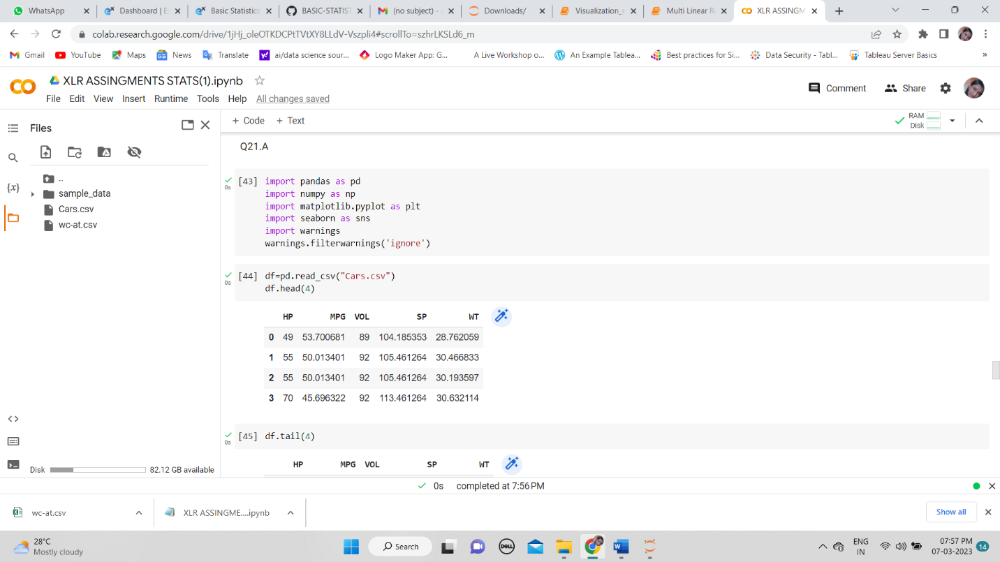 WhatsApp
Dashboard | E
Basic Statistics
BASIC-STATIST
(no subject) -
Downloads/
Visualization_
Multi Linear R
XLR ASSINGM
colab.research.google.com/drive/1jHj_oleOTKDCPtTVtXY8LLdV-Vszpli4#scrollTo=szhrLKSLd6_m
Gmail
YouTube
Maps
News
Translate
ai/data science sour...
Logo Maker App: G...
A Live Workshop o...
An Example Tablea...
Best practices for Si...
Data Security - Tabl...
Tableau Server Basics
»
XLR ASSINGMENTS STATS(1).ipynb
File Edit View Insert Runtime Tools Help All changes saved
Comment
Share
Files
+ Code + Text
RAM
Disk
..
sample_data
Cars.csv
wc-at.csv
{x}
<>
Disk 82.12 GB available
Q21.A
0s
[43] import pandas as pd
import numpy as np
import matplotlib.pyplot as plt
import seaborn as sns
import warnings
warnings.filterwarnings('ignore')
0s
[44] df=pd.read_csv("Cars.csv")
df.head(4)
HP MPG VOL SP WT
0 49 53.700681 89 104.185353 28.762059
1 55 50.013401 92 105.461264 30.466833
2 55 50.013401 92 105.461264 30.193597
3 70 45.696322 92 113.461264 30.632114
0s
[45] df.tail(4)
HP MPG VOL SP WT
0s completed at 7:56 PM
wc-at.csv
XLR ASSINGME....ipynb
Show all
28°C
Mostly cloudy
Search
DELL
ENG
IN
07:57 PM
07-03-2023
14